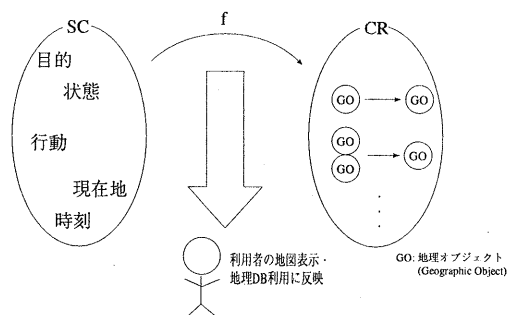 SC
f
CR
目的
状態
行動
現在地
時刻
GO
GO
GO
GO
GO
利用者の地図表示・
地理DB利用に反映
GO: 地理オブジェクト
(Geographic Object)